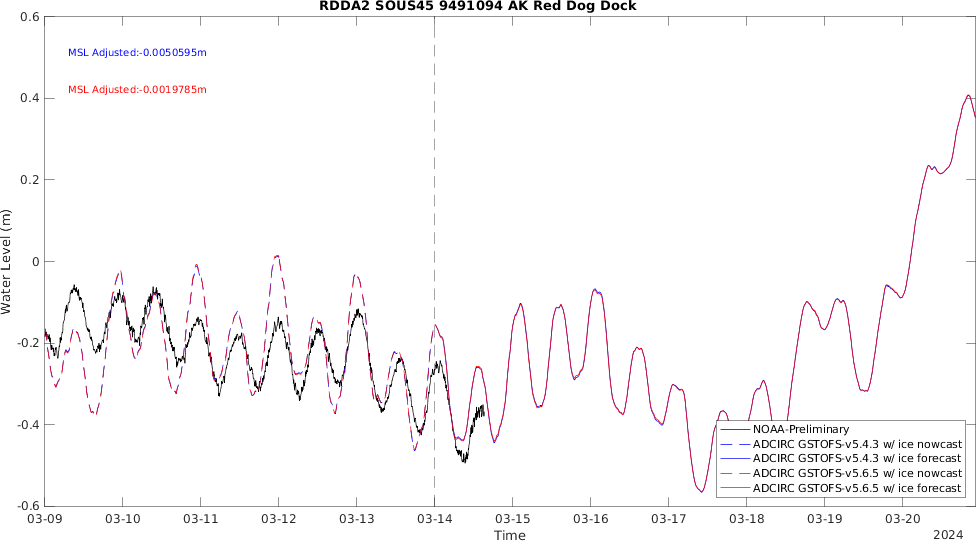 RDDA2 SOUS45 9491094 AK Red Dog Dock
0.6
MSL Adjusted:-0.0050595m
0.4
MSL Adjusted:-0.0019785m
0.2
Water Level (m)
0
-0.2
-0.4
NOAA-Preliminary
ADCIRC GSTOFS-v5.4.3 w/ ice nowcast
ADCIRC GSTOFS-v5.4.3 w/ ice forecast
ADCIRC GSTOFS-v5.6.5 w/ ice nowcast
ADCIRC GSTOFS-v5.6.5 w/ ice forecast
-0.6
03-09 03-10 03-11 03-12 03-13 03-14 03-15 03-16 03-17 03-18 03-19 03-20
Time
2024